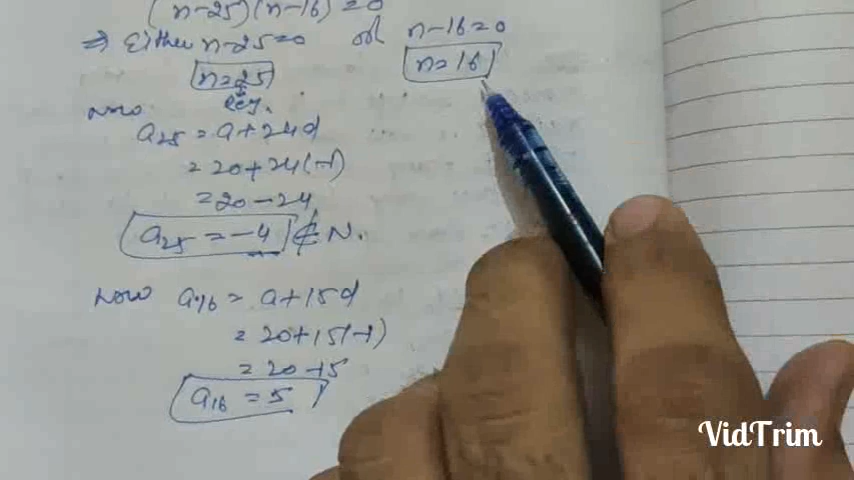 (n-25)(n-16)=0
⇒ Either n-25=0 or n-16=0
n=25 n=16
Rej.
Now
a25 = a+24d
= 20+24(-1)
= 20-24
a25 = -4 ∉ N.
Now a16 = a+15d
= 20+15(-1)
= 20-15
a16 = 5
VidTrim